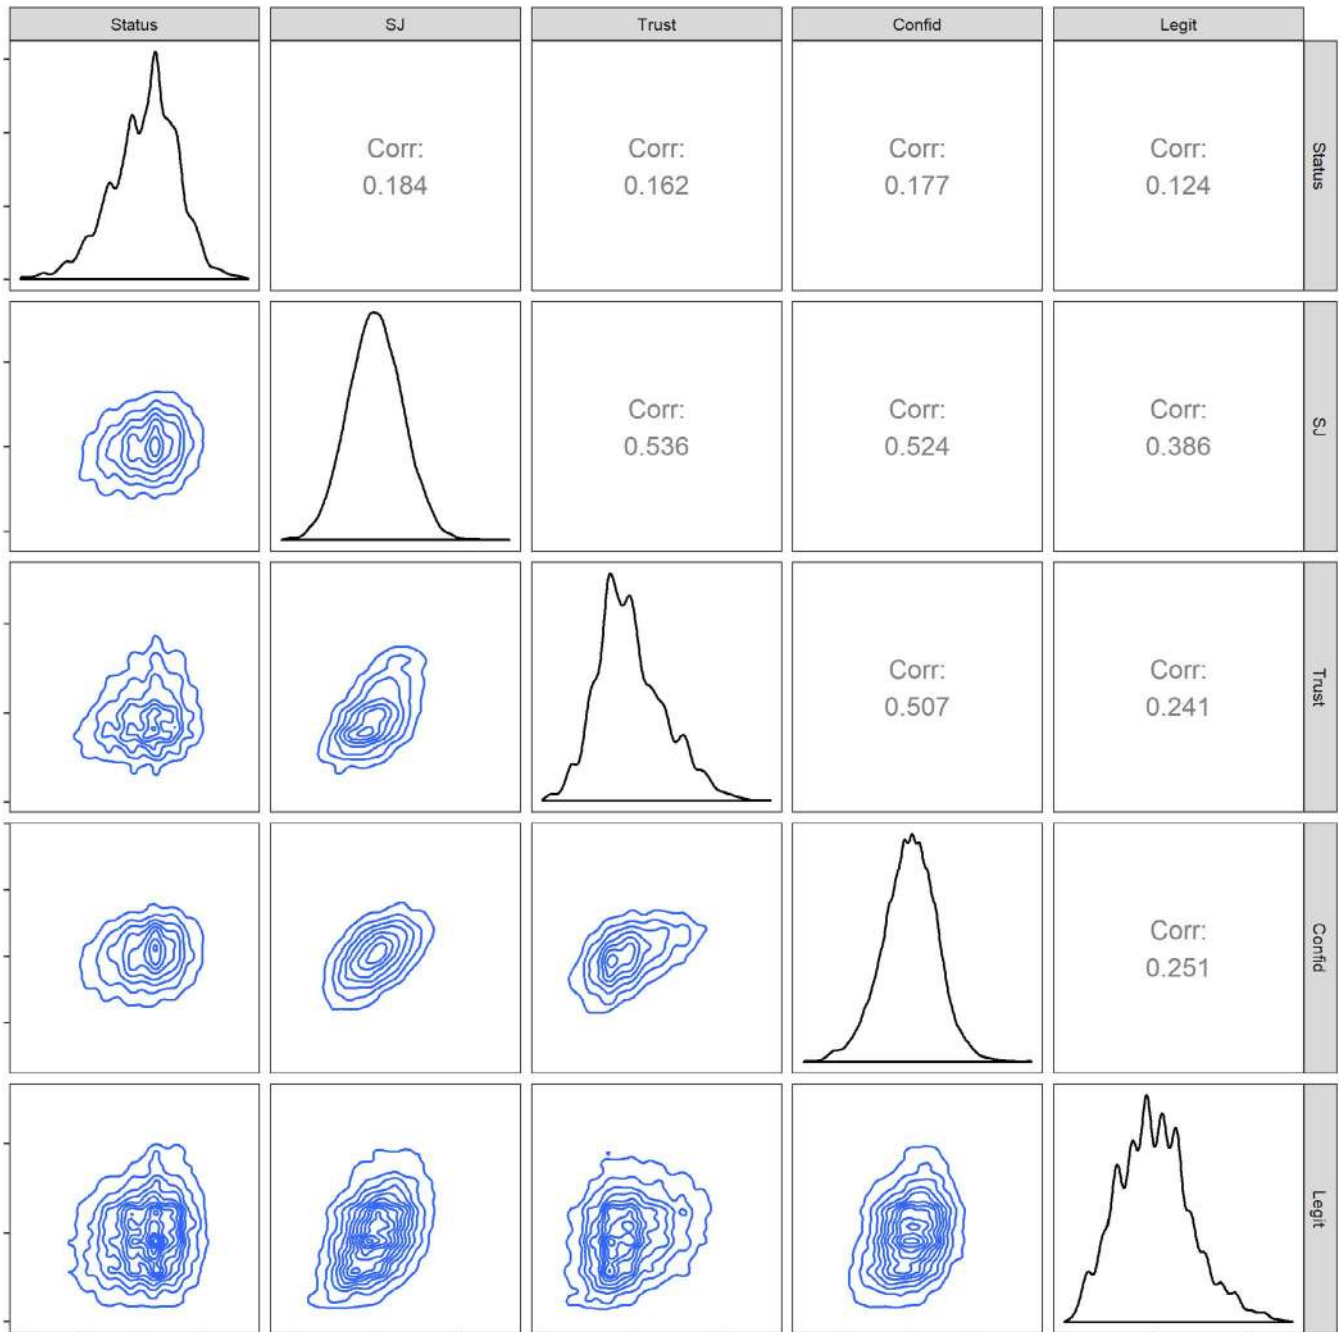 Status
SJ
Trust
Confid
Legit
Corr:
0.184
Corr:
0.162
Corr:
0.177
Corr:
0.124
Status
Corr:
0.536
Corr:
0.524
Corr:
0.386
SJ
Corr:
0.507
Corr:
0.241
Trust
Corr:
0.251
Confid
Legit